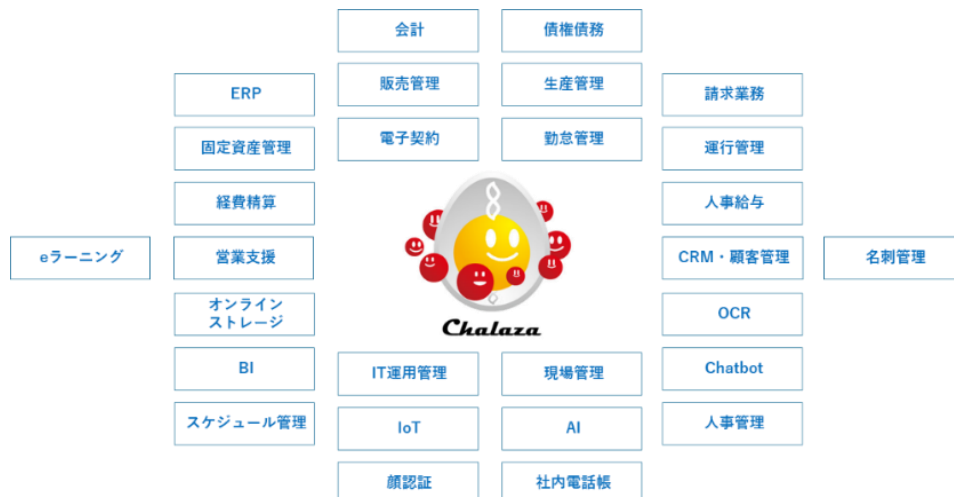 会計
債権債務
ERP
販売管理
生産管理
請求業務
固定資産管理
電子契約
勤怠管理
運行管理
経費精算
人事給与
eラーニング
営業支援
CRM・顧客管理
名刺管理
オンライン
ストレージ
OCR
Chalaza
BI
IT運用管理
現場管理
Chatbot
スケジュール管理
IoT
AI
人事管理
顔認証
社内電話帳